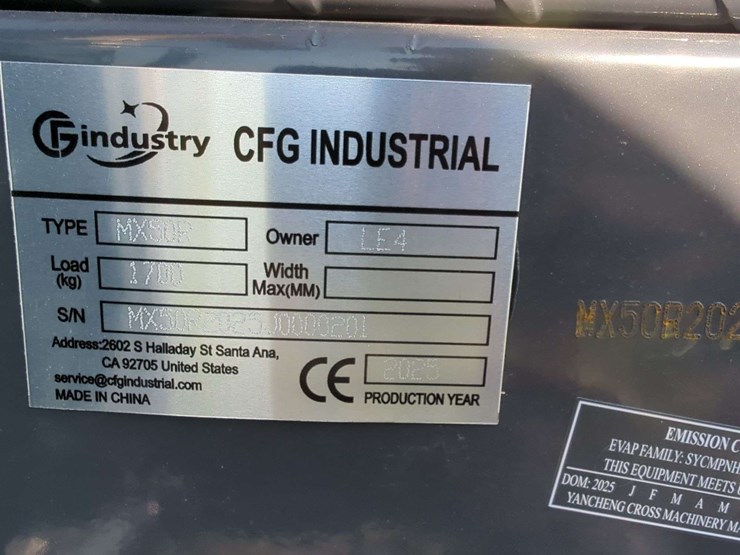 CFGindustry CFG INDUSTRIAL
TYPE MX50R Owner LE4
Load (kg) 1700 Width Max(MM)
S/N MX50R2025J0000201
Address:2602 S Halladay St Santa Ana,
CA 92705 United States
service@cfgindustrial.com
MADE IN CHINA
CE 2025
PRODUCTION YEAR
MX50R202
EMISSION C
EVAP FAMILY: SYCMPNH
THIS EQUIPMENT MEETS
DOM: 2025 J F M A M
YANCHENG CROSS MACHINERY MA